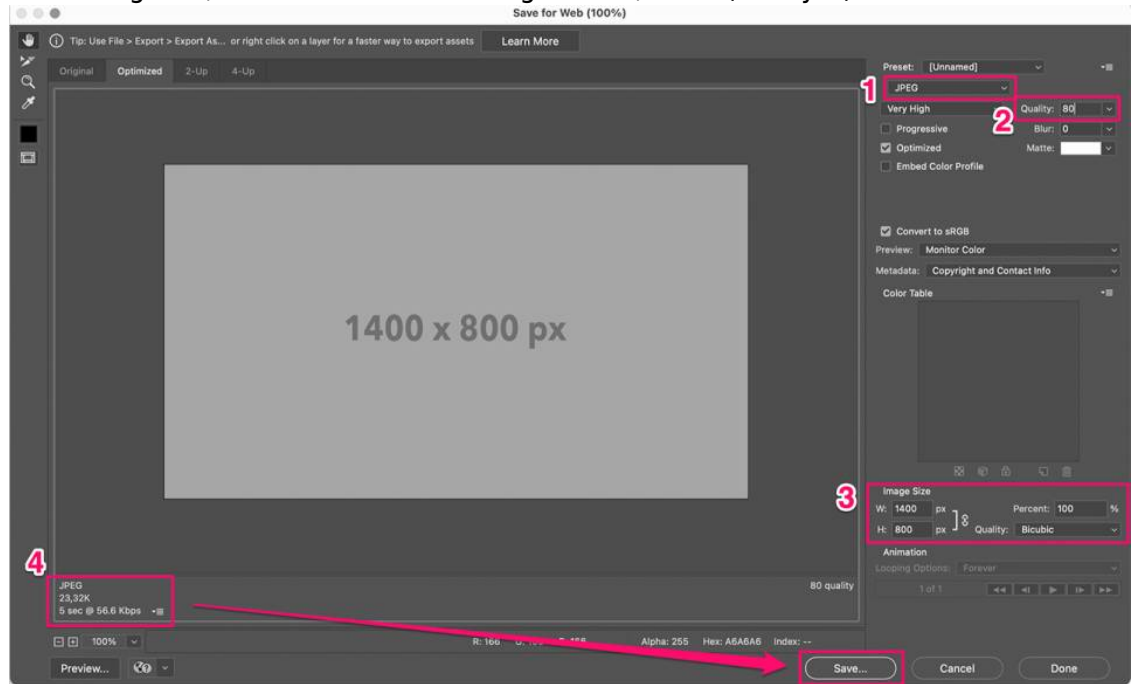 Save for Web (100%)
Tip: Use File > Export > Export As... or right click on a layer for a faster way to export assets
Learn More
Original Optimized 2-Up 4-Up
Preset: [Unnamed]
1 JPEG
Very High 2 Quality: 80
Progressive Blur: 0
Optimized Matte:
Embed Color Profile
Convert to sRGB
Preview: Monitor Color
Metadata: Copyright and Contact Info
Color Table
1400 x 800 px
3 Image Size
W: 1400 px Percent: 100 %
H: 800 px Quality: Bicubic
Animation
Looping Options: Forever
1 of 1
4
JPEG 80 quality
23,32K
5 sec @ 56.6 Kbps
100% R: 166 Alpha: 255 Hex: A6A6A6 Index: --
Preview... Save... Cancel Done